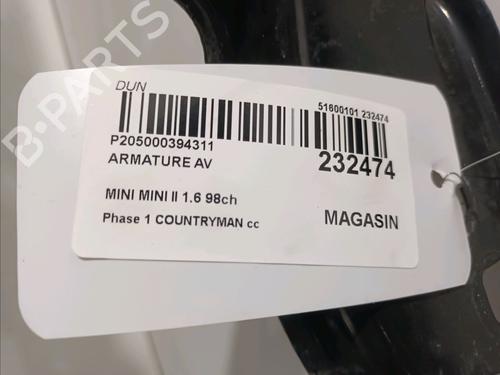 B-PARTS
DUN
51600101 232474
P205000394311
ARMATURE AV
232474
MINI MINI II 1.6 98ch
Phase 1 COUNTRYMAN cc
MAGASIN